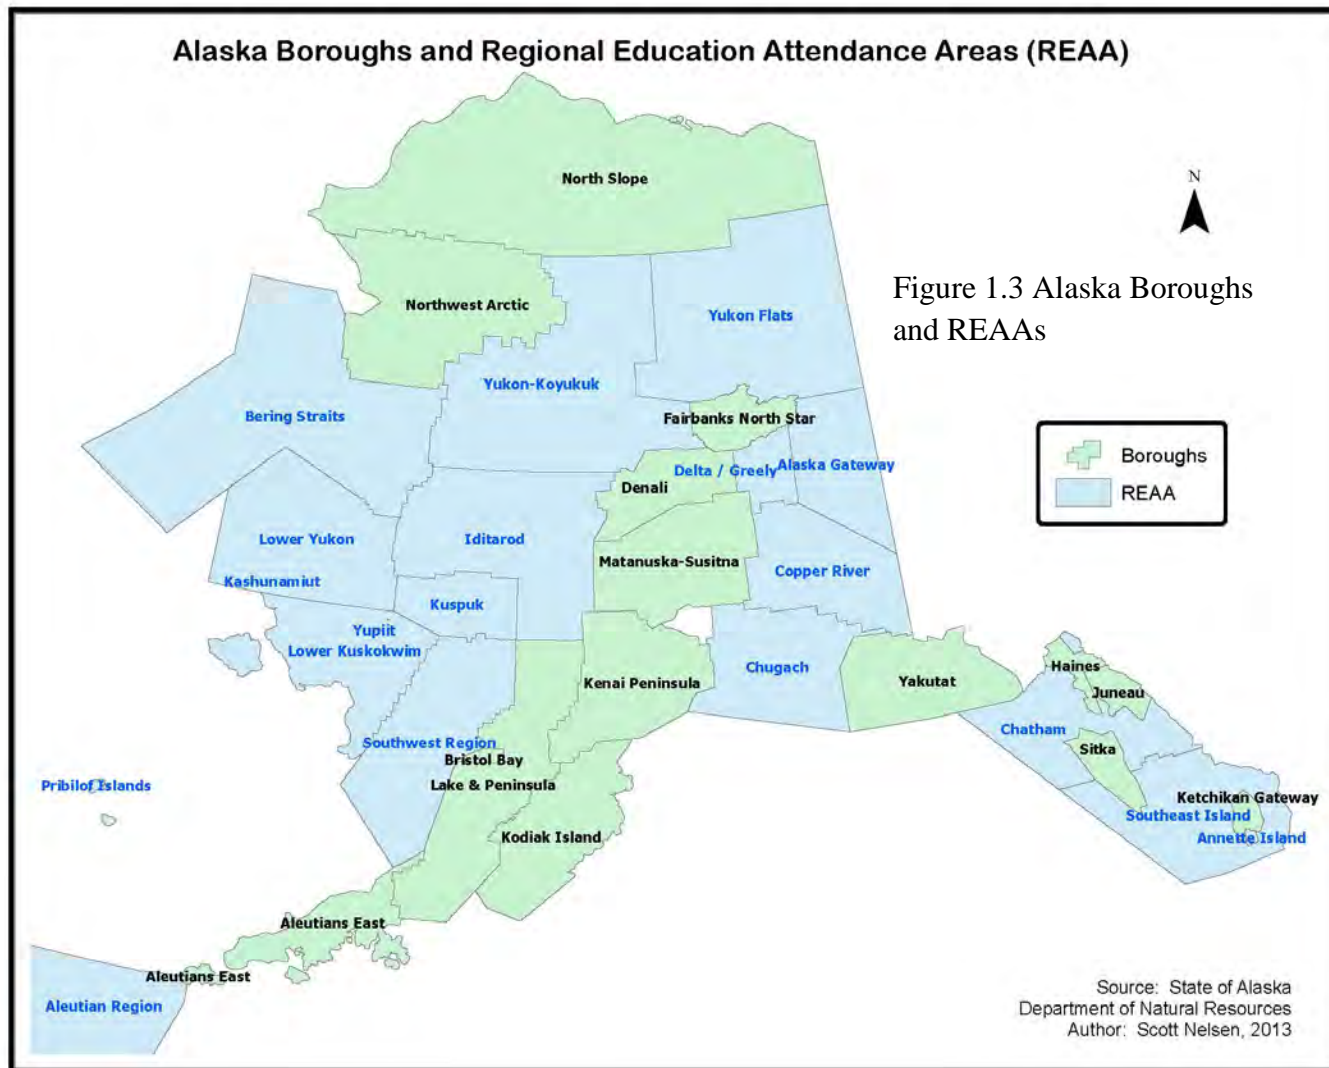 Alaska Boroughs and Regional Education Attendance Areas (REAA)
North Slope
N
Figure 1.3 Alaska Boroughs
and REAAs
Northwest Arctic
Yukon Flats
Yukon-Koyukuk
Bering Straits
Fairbanks North Star
Boroughs
REAA
Delta / Greely
Alaska Gateway
Denali
Lower Yukon
Iditarod
Matanuska-Susitna
Copper River
Kashunamiut
Kuspuk
Yupiit
Lower Kuskokwim
Kenai Peninsula
Chugach
Yakutat
Haines
Juneau
Chatham
Sitka
Southwest Region
Bristol Bay
Lake & Peninsula
Pribilof Islands
Ketchikan Gateway
Southeast Island
Annette Island
Kodiak Island
Aleutians East
Aleutians East
Aleutian Region
Source: State of Alaska
Department of Natural Resources
Author: Scott Nelsen, 2013